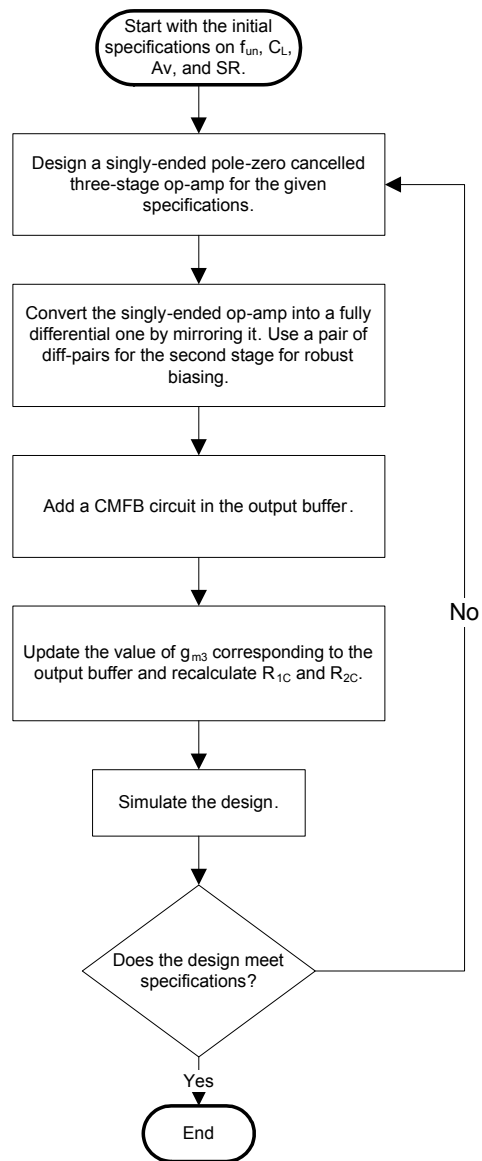 Start with the initial
specifications on fun, CL,
Av, and SR.
Design a singly-ended pole-zero cancelled
three-stage op-amp for the given
specifications.
Convert the singly-ended op-amp into a fully
differential one by mirroring it. Use a pair of
diff-pairs for the second stage for robust
biasing.
Add a CMFB circuit in the output buffer.
No
Update the value of gm3 corresponding to the
output buffer and recalculate R1C and R2C.
Simulate the design.
Does the design meet
specifications?
Yes
End